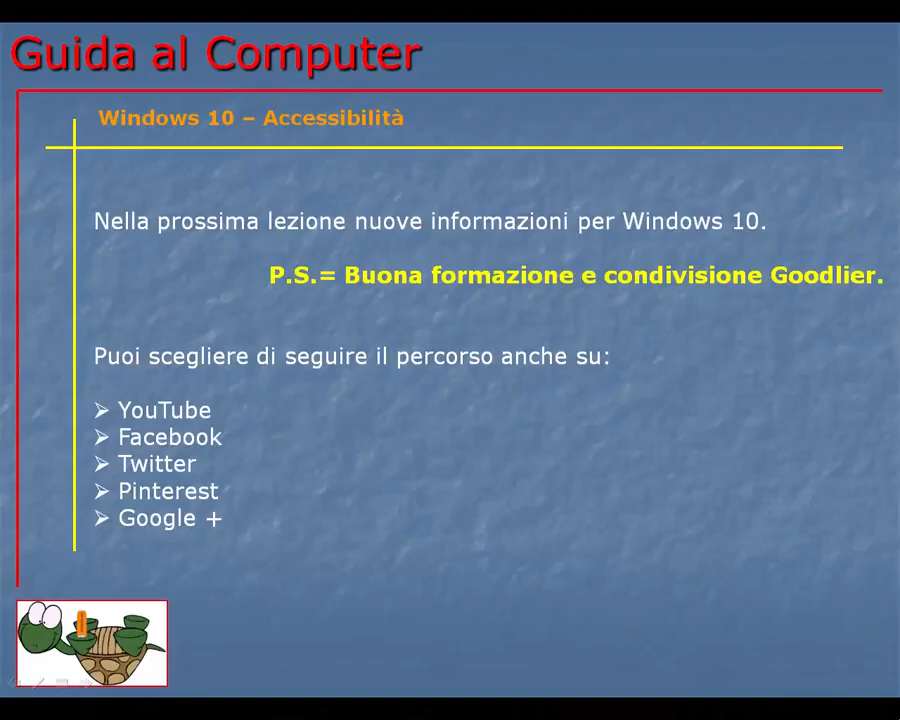 Guida al Computer
Windows 10 – Accessibilità
Nella prossima lezione nuove informazioni per Windows 10.
P.S.= Buona formazione e condivisione Goodlier.
Puoi scegliere di seguire il percorso anche su:
➢ YouTube
➢ Facebook
➢ Twitter
➢ Pinterest
➢ Google +